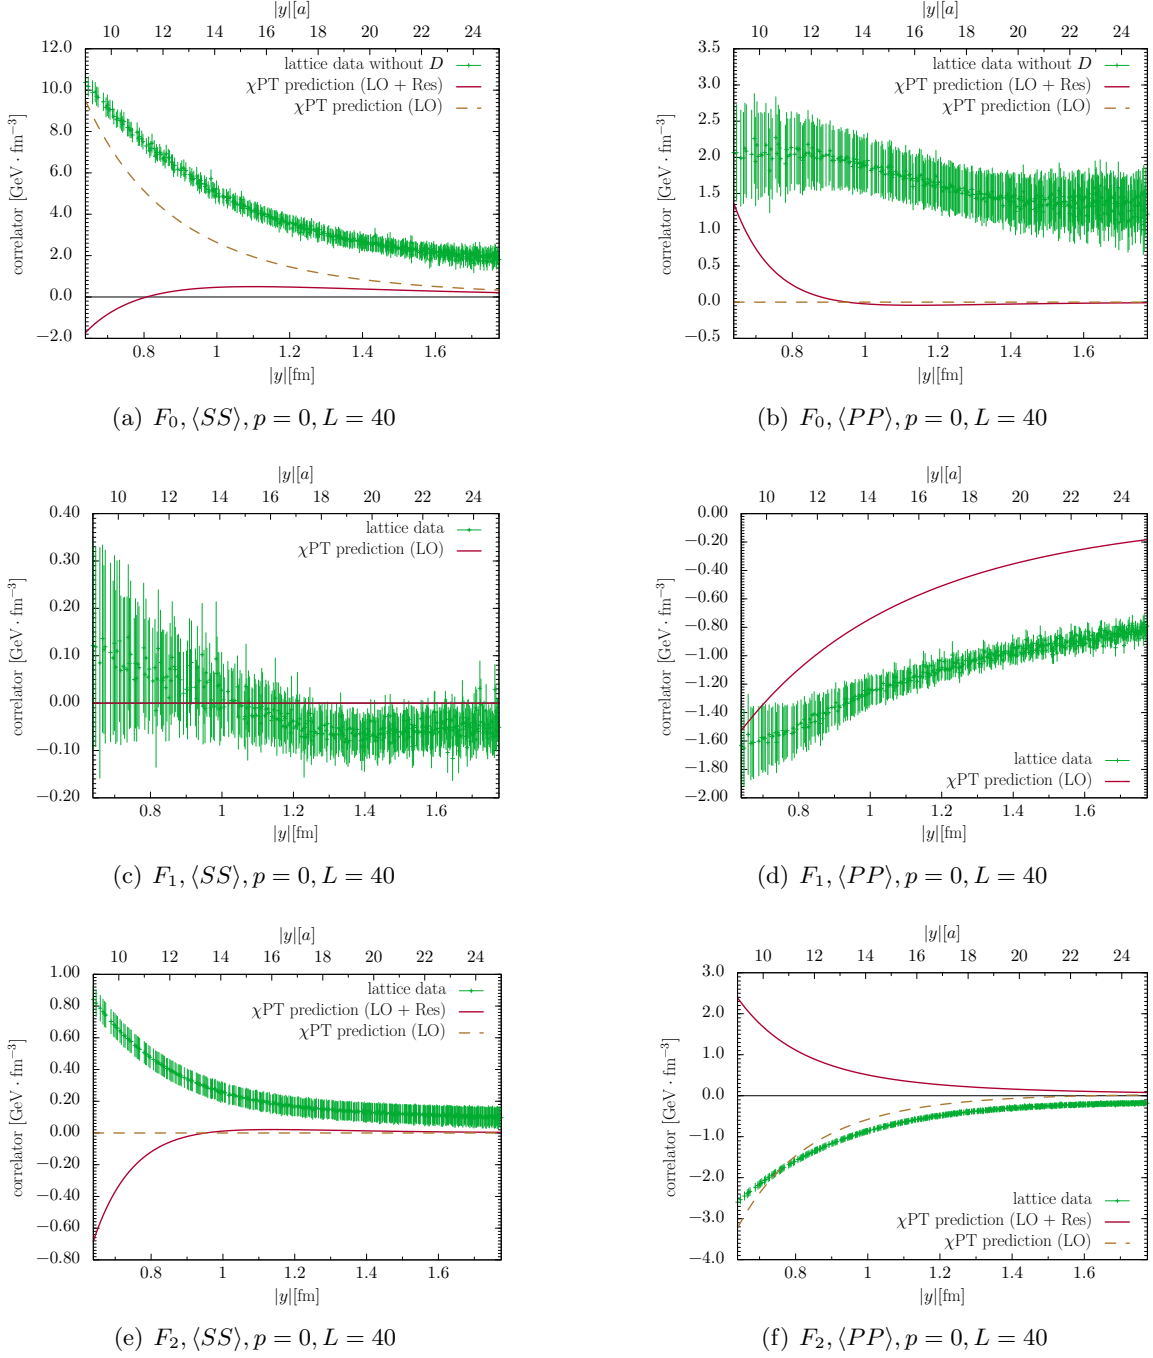 |y|[a]
10 12 14 16 18 20 22 24
12.0
10.0
8.0
6.0
4.0
2.0
0.0
−2.0
correlator [GeV · fm⁻³]
lattice data without D
χPT prediction (LO + Res)
χPT prediction (LO)
0.8 1 1.2 1.4 1.6
|y|[fm]
(a) F₀, ⟨SS⟩, p = 0, L = 40
|y|[a]
10 12 14 16 18 20 22 24
3.5
3.0
2.5
2.0
1.5
1.0
0.5
0.0
−0.5
correlator [GeV · fm⁻³]
lattice data without D
χPT prediction (LO + Res)
χPT prediction (LO)
0.8 1 1.2 1.4 1.6
|y|[fm]
(b) F₀, ⟨PP⟩, p = 0, L = 40
|y|[a]
10 12 14 16 18 20 22 24
0.40
0.30
0.20
0.10
0.00
−0.10
−0.20
correlator [GeV · fm⁻³]
lattice data
χPT prediction (LO)
0.8 1 1.2 1.4 1.6
|y|[fm]
(c) F₁, ⟨SS⟩, p = 0, L = 40
|y|[a]
10 12 14 16 18 20 22 24
0.00
−0.20
−0.40
−0.60
−0.80
−1.00
−1.20
−1.40
−1.60
−1.80
−2.00
correlator [GeV · fm⁻³]
lattice data
χPT prediction (LO)
0.8 1 1.2 1.4 1.6
|y|[fm]
(d) F₁, ⟨PP⟩, p = 0, L = 40
|y|[a]
10 12 14 16 18 20 22 24
1.00
0.80
0.60
0.40
0.20
0.00
−0.20
−0.40
−0.60
−0.80
correlator [GeV · fm⁻³]
lattice data
χPT prediction (LO + Res)
χPT prediction (LO)
0.8 1 1.2 1.4 1.6
|y|[fm]
(e) F₂, ⟨SS⟩, p = 0, L = 40
|y|[a]
10 12 14 16 18 20 22 24
3.0
2.0
1.0
0.0
−1.0
−2.0
−3.0
−4.0
correlator [GeV · fm⁻³]
lattice data
χPT prediction (LO + Res)
χPT prediction (LO)
0.8 1 1.2 1.4 1.6
|y|[fm]
(f) F₂, ⟨PP⟩, p = 0, L = 40